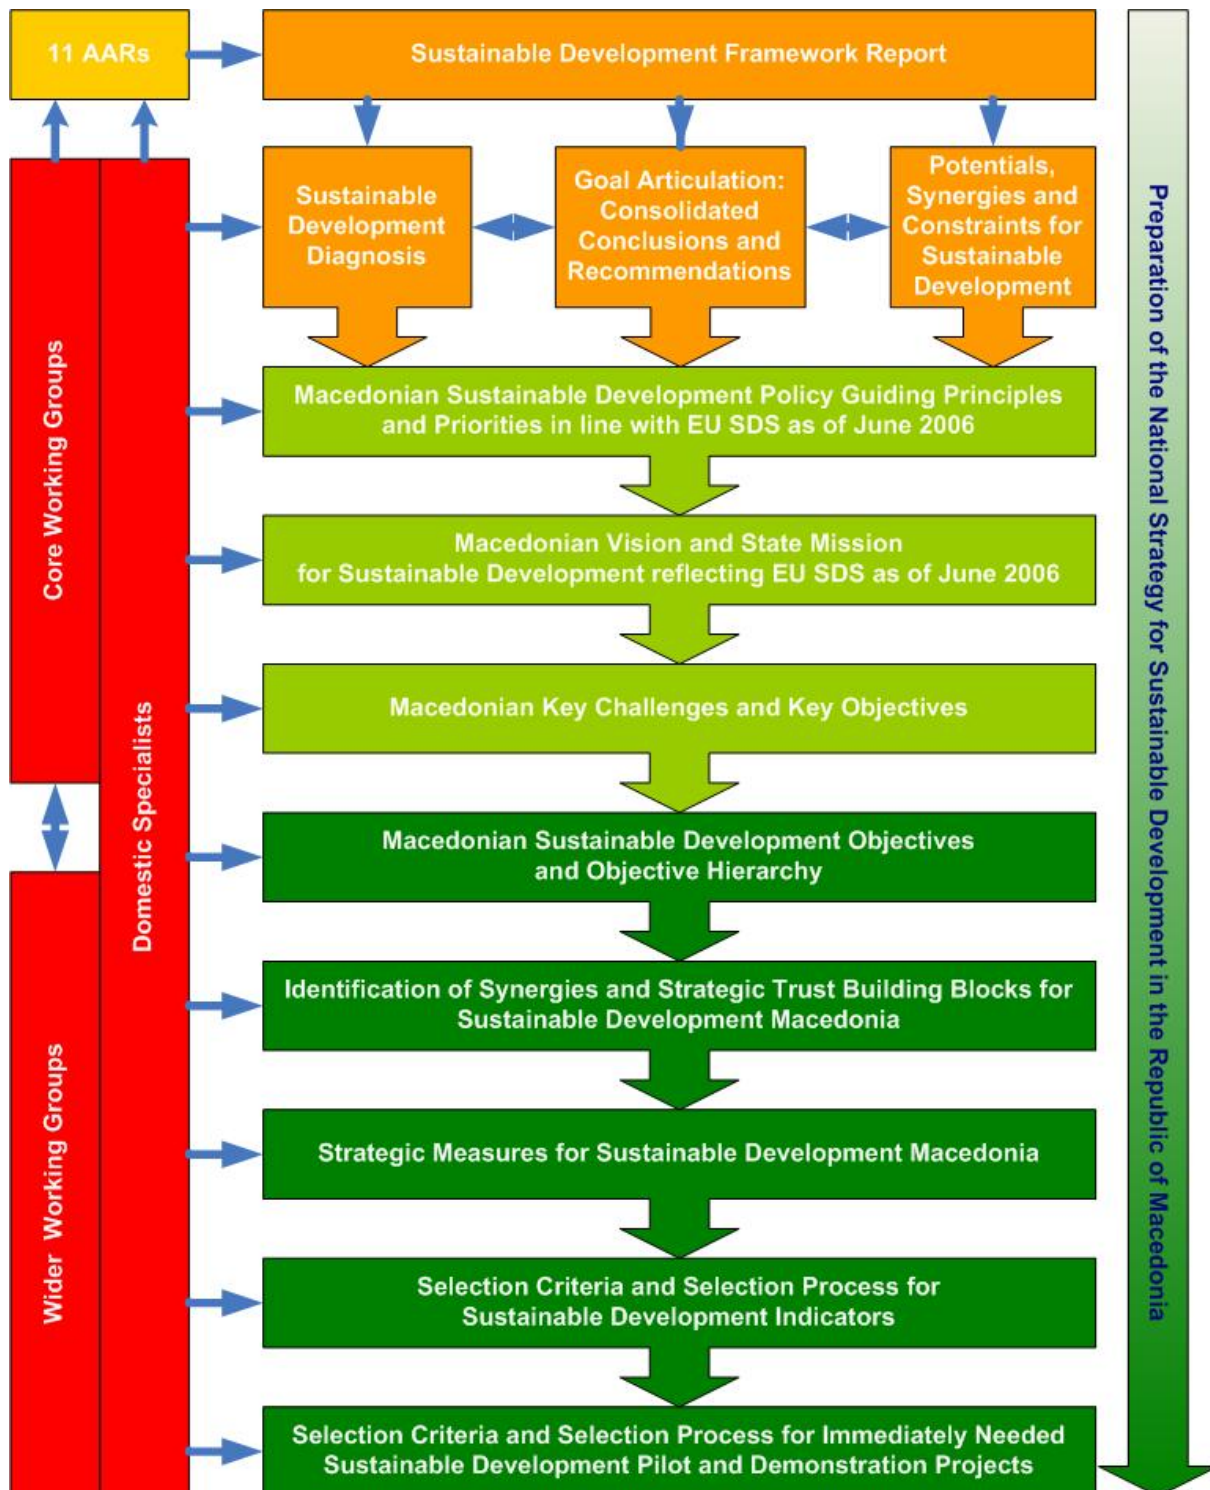 11 AARs
Sustainable Development Framework Report
Sustainable
Development
Diagnosis
Goal Articulation:
Consolidated
Conclusions and
Recommendations
Potentials,
Synergies and
Constraints for
Sustainable
Development
Macedonian Sustainable Development Policy Guiding Principles
and Priorities in line with EU SDS as of June 2006
Macedonian Vision and State Mission
for Sustainable Development reflecting EU SDS as of June 2006
Macedonian Key Challenges and Key Objectives
Macedonian Sustainable Development Objectives
and Objective Hierarchy
Identification of Synergies and Strategic Trust Building Blocks for
Sustainable Development Macedonia
Strategic Measures for Sustainable Development Macedonia
Selection Criteria and Selection Process for
Sustainable Development Indicators
Selection Criteria and Selection Process for Immediately Needed
Sustainable Development Pilot and Demonstration Projects
Core Working Groups
Wider Working Groups
Domestic Specialists
Preparation of the National Strategy for Sustainable Development in the Republic of Macedonia